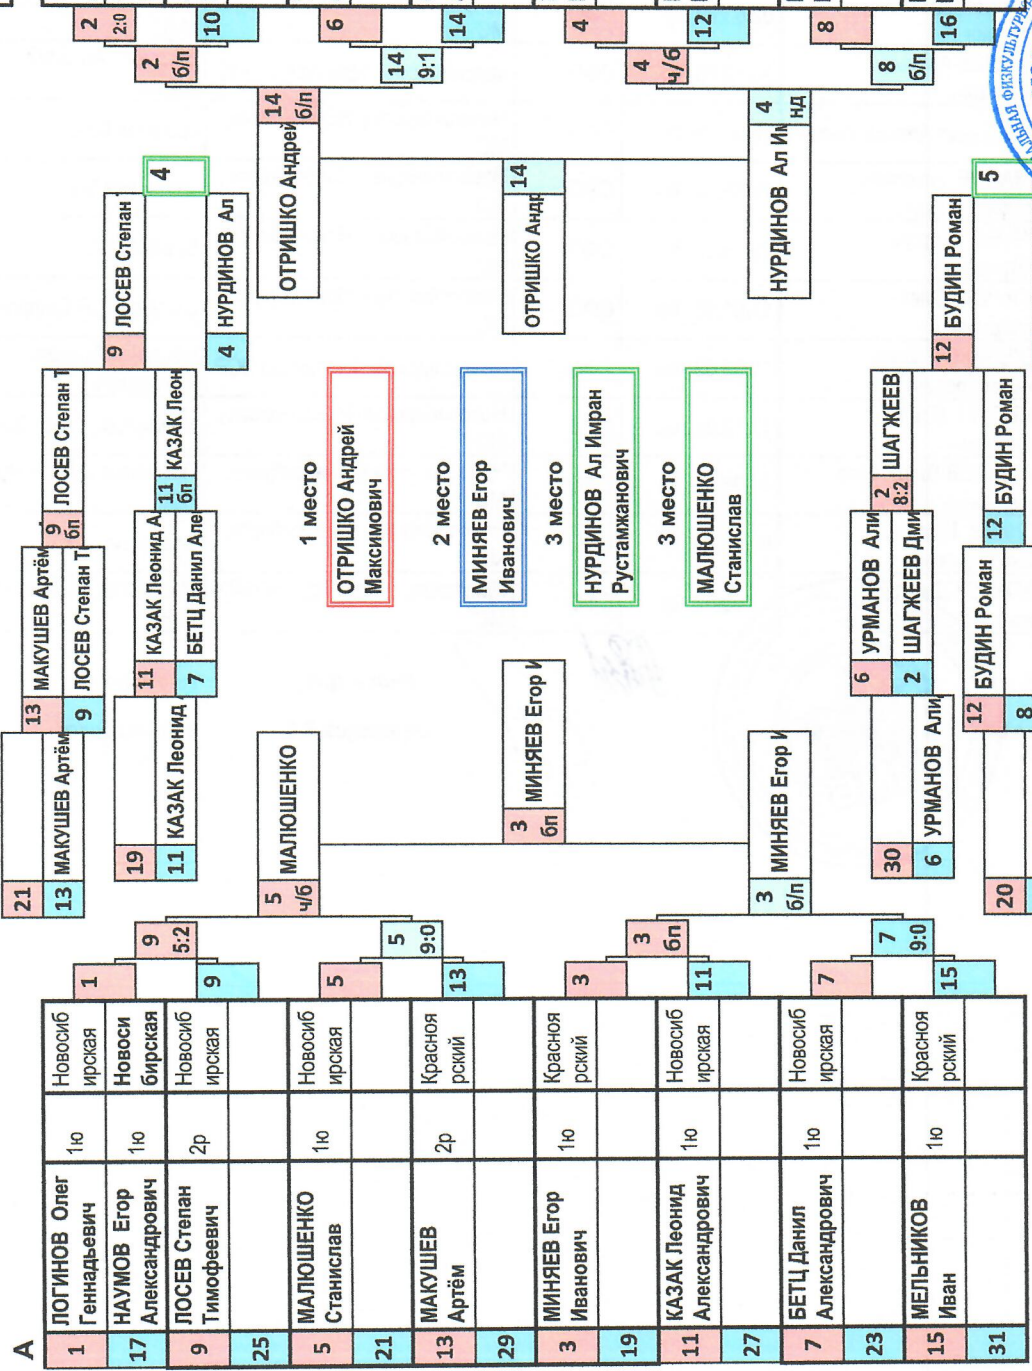 А
1 ЛОГИНОВ Олег Геннадьевич 1ю Новосибирская
17 НАУМОВ Егор Александрович 1ю Новосибирская
9 ЛОСЕВ Степан Тимофеевич 2р Новосибирская
25
5 МАЛЮШЕНКО Станислав 1ю Новосибирская
21
13 МАКУШЕВ Артём 2р Красноярский
29
3 МИНЯЕВ Егор Иванович 1ю Красноярский
19
11 КАЗАК Леонид Александрович 1ю Новосибирская
27
7 БЕТЦ Данил Александрович 1ю Новосибирская
23
15 МЕЛЬНИКОВ Иван 1ю Красноярский
31
1
9
5
13
3
11
7
15
9 5:2
5 9:0
3 бп
7 9:0
5 ч/б МАЛЮШЕНКО
3 б/п МИНЯЕВ Егор И
3 бп МИНЯЕВ Егор И
21
13 МАКУШЕВ Артём
13 МАКУШЕВ Артём
9 ЛОСЕВ Степан Т
9 бп ЛОСЕВ Степан Т
19
11 КАЗАК Леонид
11 КАЗАК Леонид А
7 БЕТЦ Данил Але
11 бп КАЗАК Леон
9 ЛОСЕВ Степан
4 НУРДИНОВ Ал
4
1 место
ОТРИШКО Андрей
Максимович
2 место
МИНЯЕВ Егор
Иванович
3 место
НУРДИНОВ Ал Имран
Рустамжанович
3 место
МАЛЮШЕНКО
Станислав
30
6 УРМАНОВ Али
6 УРМАНОВ Али
2 ШАГЖЕЕВ Дми
2 8:2 ШАГЖЕЕВ
20
12 БУДИН Роман
8
12 БУДИН Роман
12 БУДИН Роман
5
ОТРИШКО Андрей 14 б/п
ОТРИШКО Андр 14
НУРДИНОВ Ал Им 4 нд
2 б/п
14 9:1
4 ч/б
8 б/п
2 2:0
10
6
14
4
12
8
16